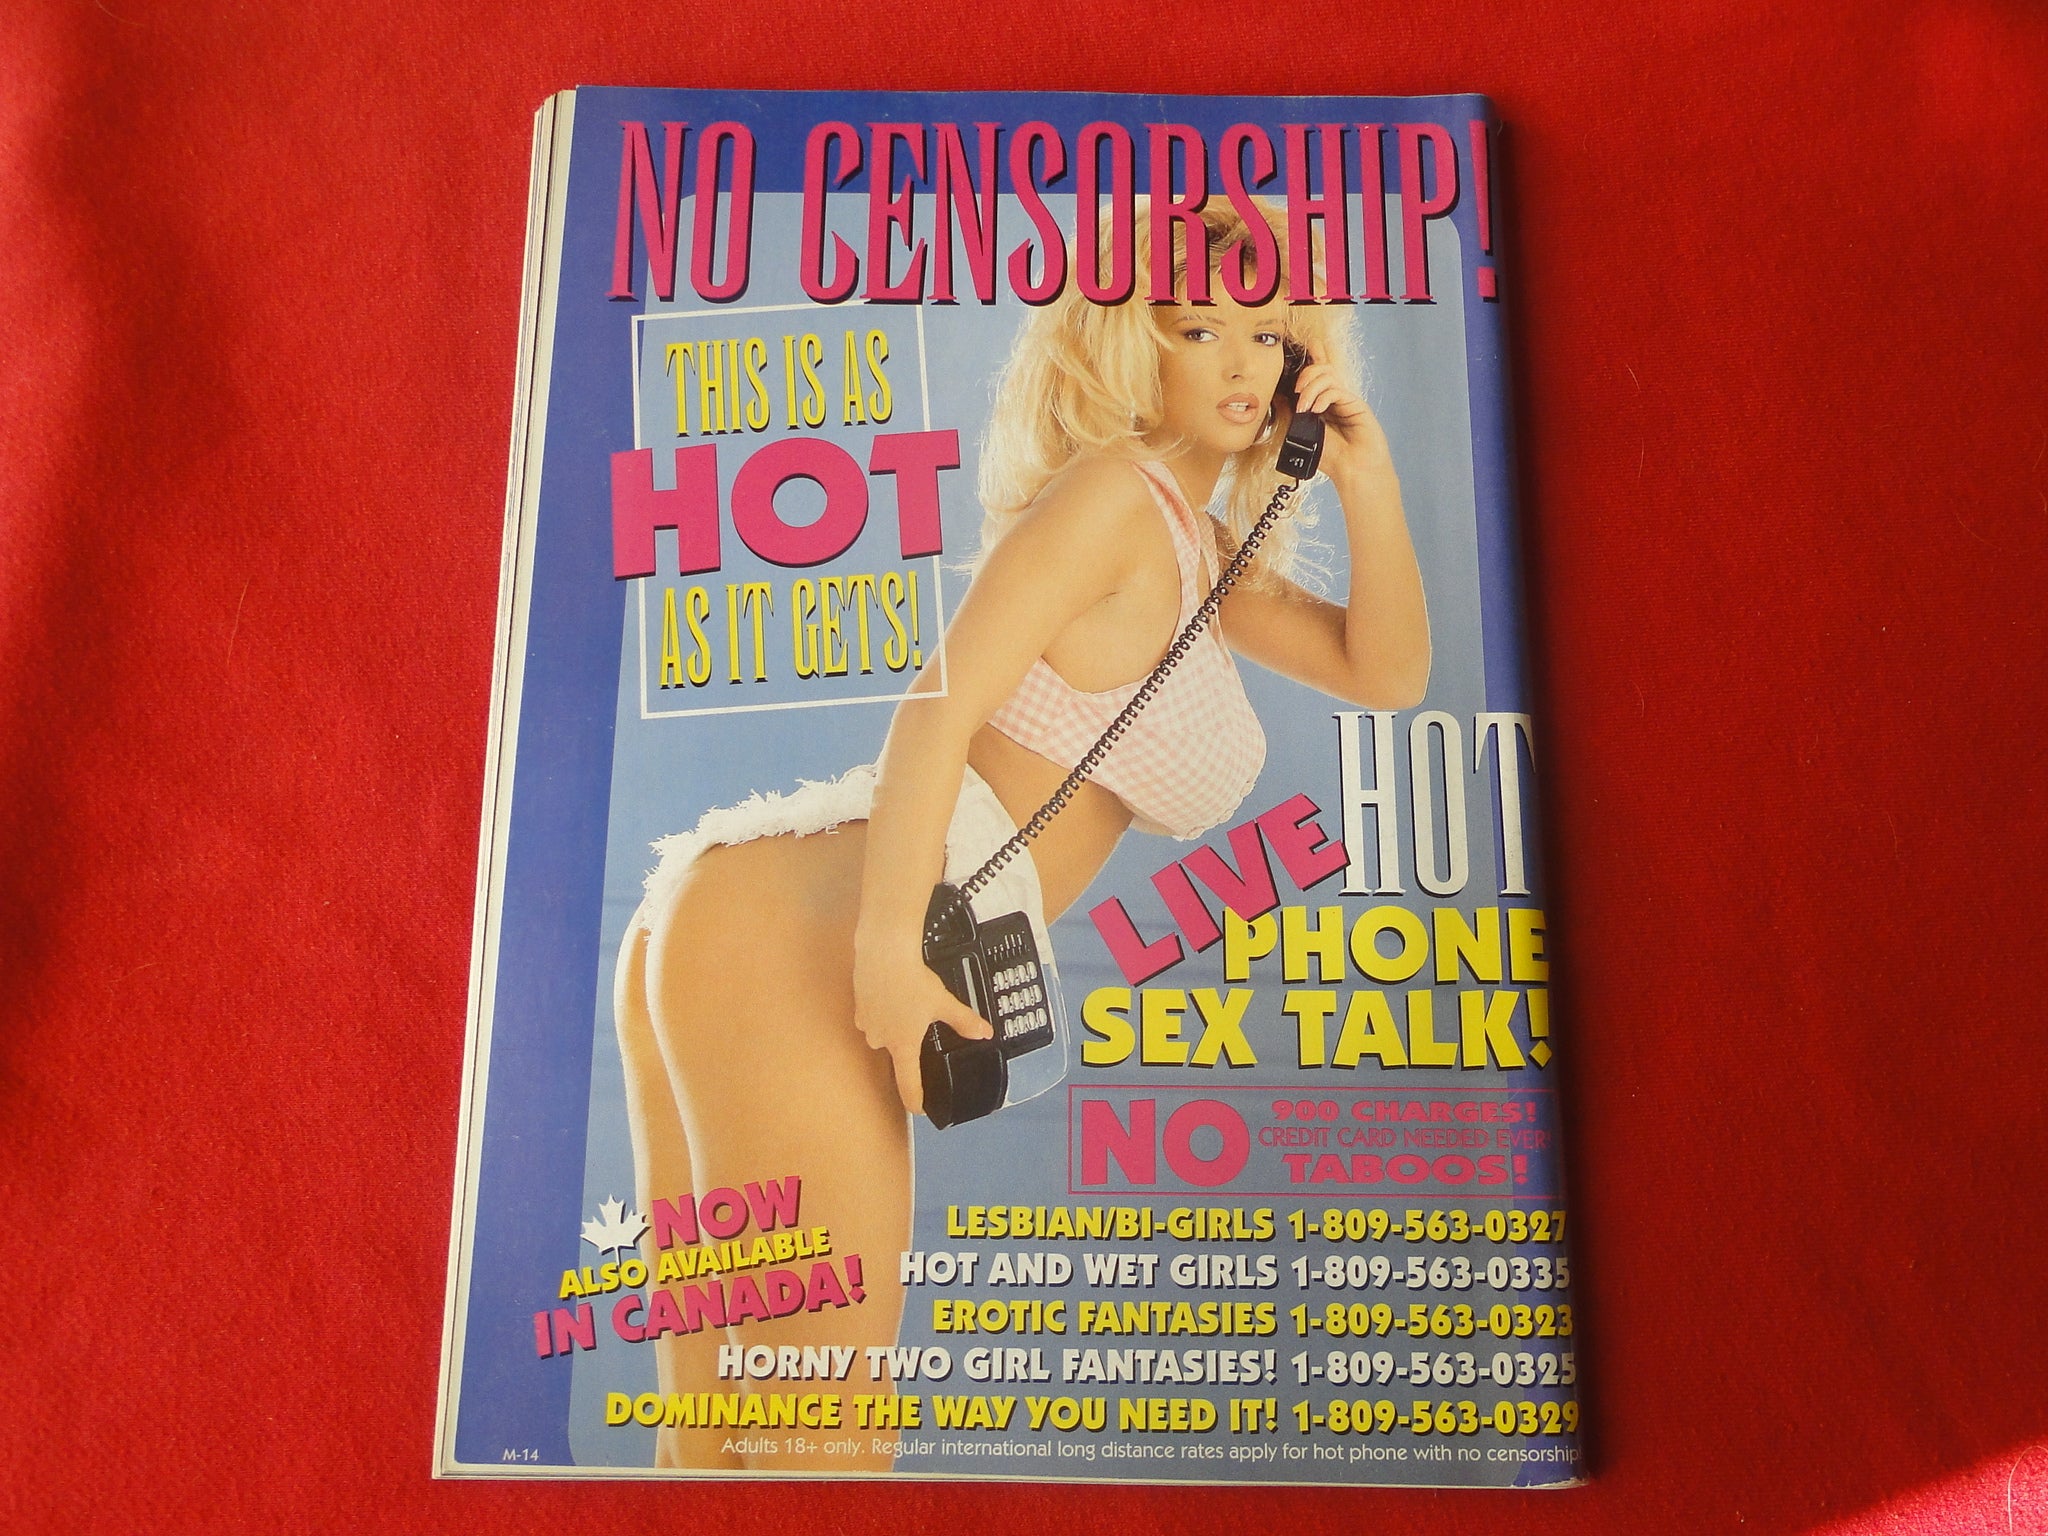 NO CENSORSHIP!
THIS IS AS
HOT
AS IT GETS!
HOT
LIVE
PHONE
SEX TALK!
NO
900 CHARGES!
CREDIT CARD NEEDED EVER
TABOOS!
NOW
ALSO AVAILABLE
IN CANADA!
LESBIAN/BI-GIRLS 1-809-563-0327
HOT AND WET GIRLS 1-809-563-0335
EROTIC FANTASIES 1-809-563-0323
HORNY TWO GIRL FANTASIES! 1-809-563-0325
DOMINANCE THE WAY YOU NEED IT! 1-809-563-0329
Adults 18+ only. Regular international long distance rates apply for hot phone with no censorship
M-14